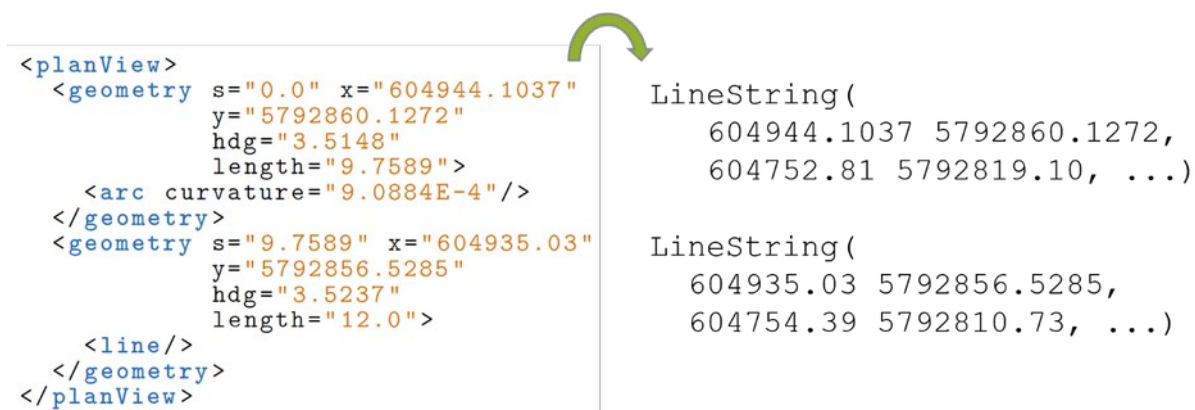 <planView>
<geometry s="0.0" x="604944.1037"
y="5792860.1272"
hdg="3.5148"
length="9.7589">
<arc curvature="9.0884E-4"/>
</geometry>
<geometry s="9.7589" x="604935.03"
y="5792856.5285"
hdg="3.5237"
length="12.0">
<line/>
</geometry>
</planView>
LineString(
604944.1037 5792860.1272,
604752.81 5792819.10, ...)
LineString(
604935.03 5792856.5285,
604754.39 5792810.73, ...)